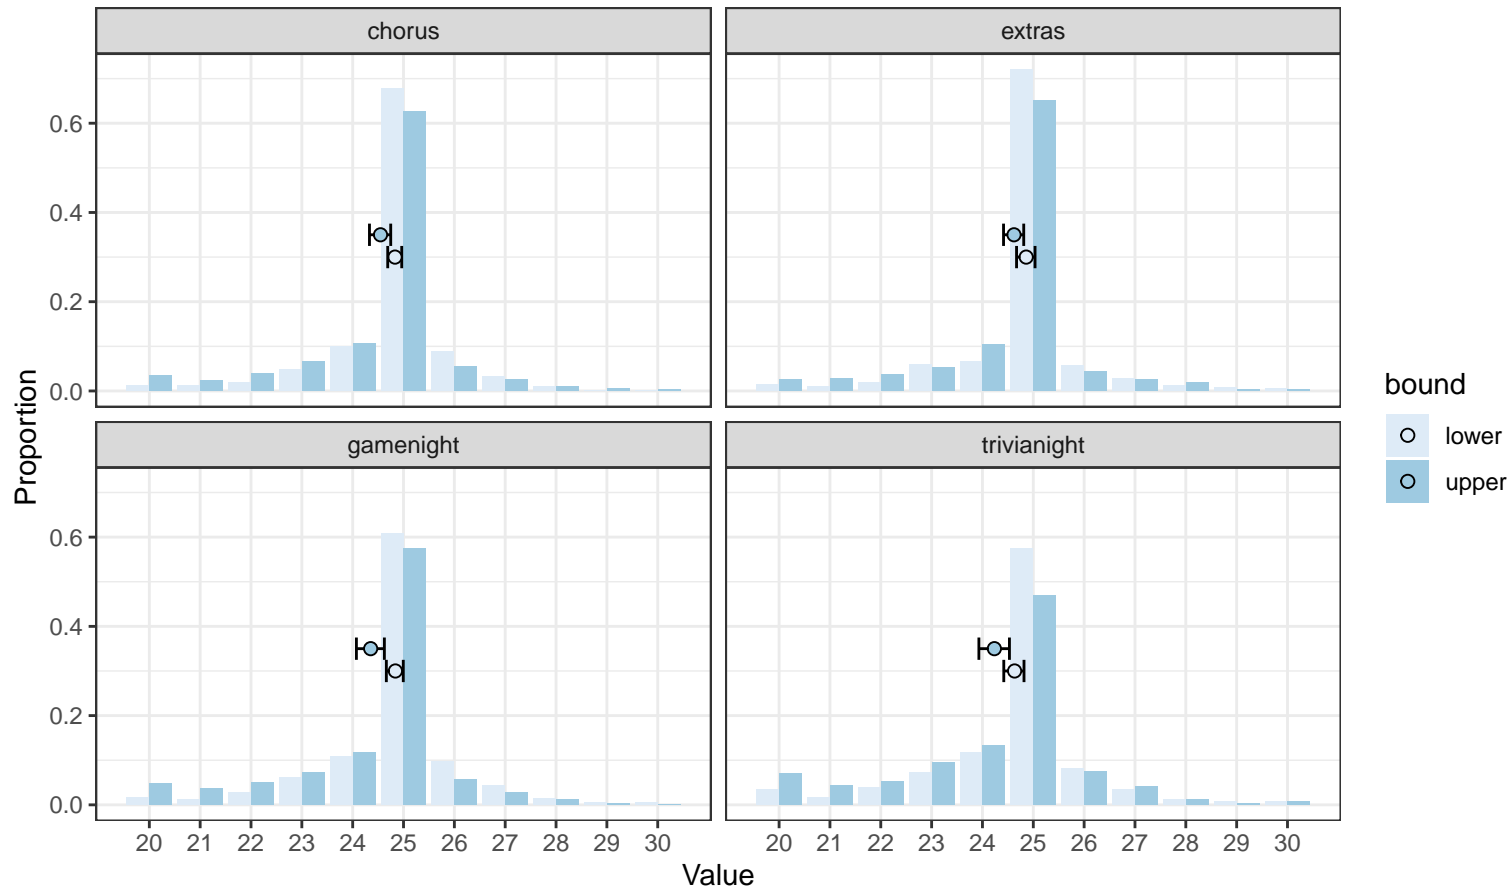 chorus
extras
0.6
0.4
0.2
0.0
gamenight
trivianight
0.6
0.4
0.2
0.0
20 21 22 23 24 25 26 27 28 29 30
20 21 22 23 24 25 26 27 28 29 30
Value
Proportion
bound
lower
upper